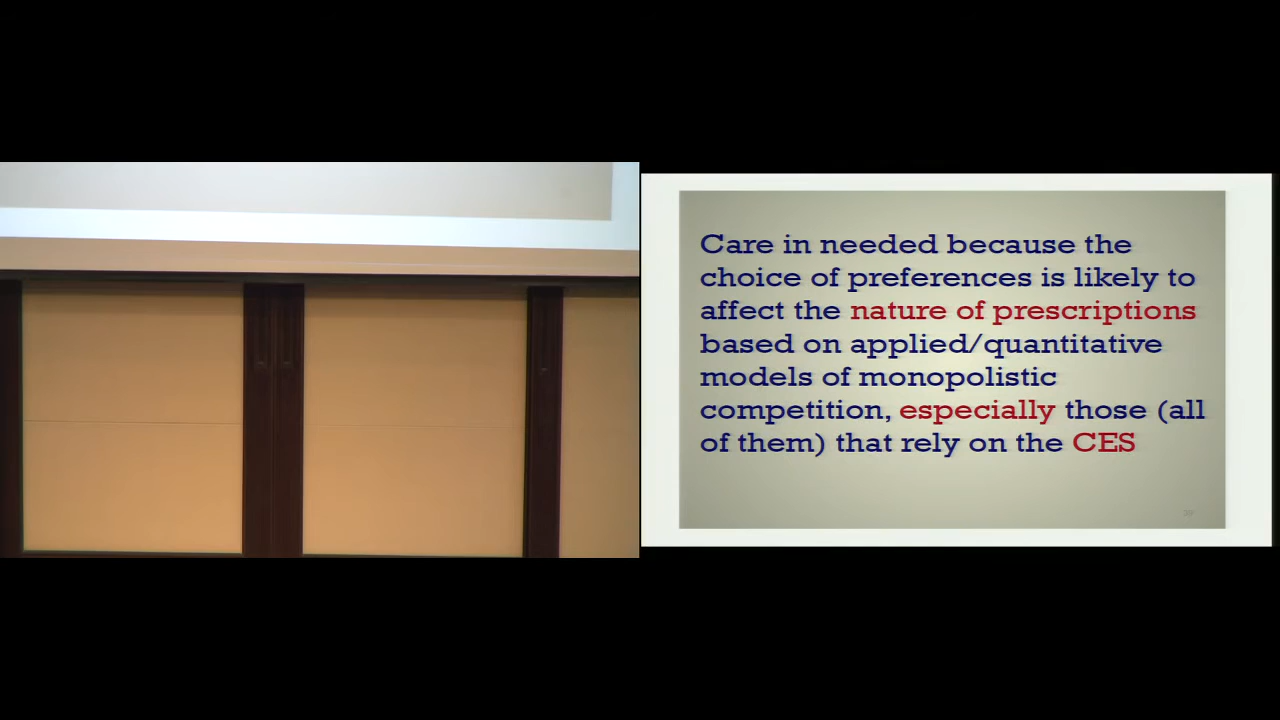 Care in needed because the
choice of preferences is likely to
affect the nature of prescriptions
based on applied/quantitative
models of monopolistic
competition, especially those (all
of them) that rely on the CES